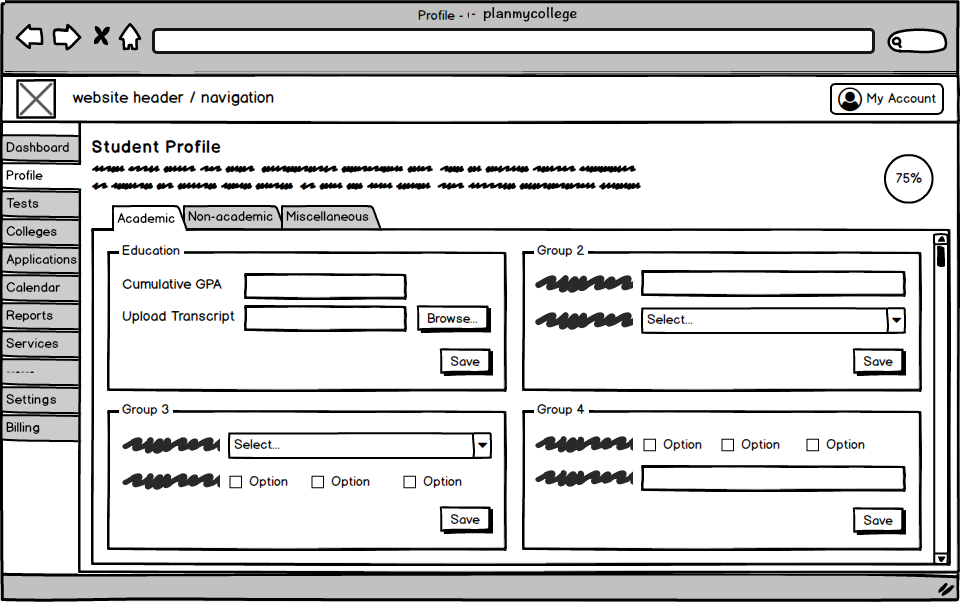 Profile - planmycollege
website header / navigation
My Account
Dashboard
Profile
Tests
Colleges
Applications
Calendar
Reports
Services
Settings
Billing
Student Profile
75%
Academic Non-academic Miscellaneous
Education
Cumulative GPA
Upload Transcript Browse...
Save
Group 2
Select...
Save
Group 3
Select...
Option Option Option
Save
Group 4
Option Option Option
Save